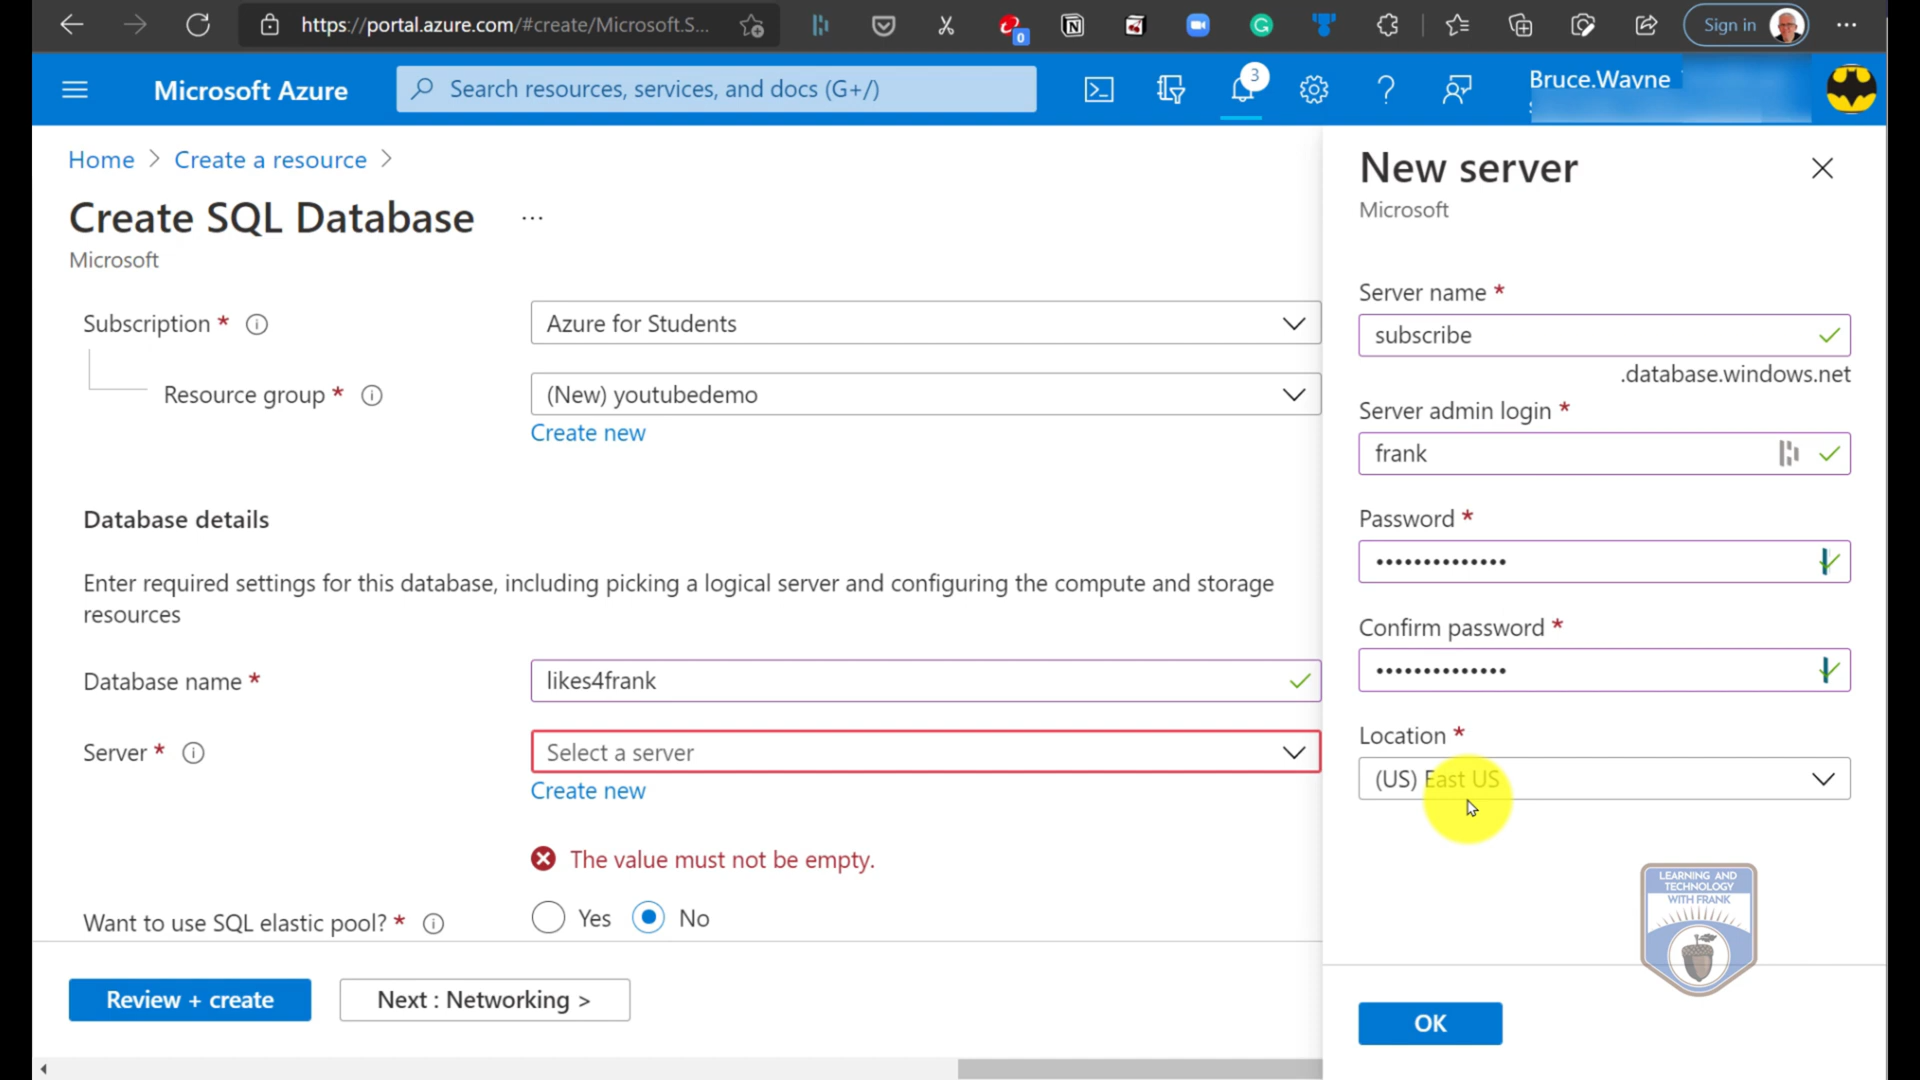 https://portal.azure.com/#create/Microsoft.S...
0
Sign in
Microsoft Azure
Search resources, services, and docs (G+/)
3
Bruce.Wayne
Home > Create a resource >
Create SQL Database ...
Microsoft
Subscription *
Azure for Students
Resource group *
(New) youtubedemo
Create new
Database details
Enter required settings for this database, including picking a logical server and configuring the compute and storage
resources
Database name *
likes4frank
Server *
Select a server
Create new
The value must not be empty.
Want to use SQL elastic pool? *
Yes No
Review + create
Next : Networking >
New server
Microsoft
Server name *
subscribe
.database.windows.net
Server admin login *
frank
Password *
••••••••••••••
Confirm password *
••••••••••••••
Location *
(US) East US
LEARNING AND
TECHNOLOGY
WITH FRANK
OK